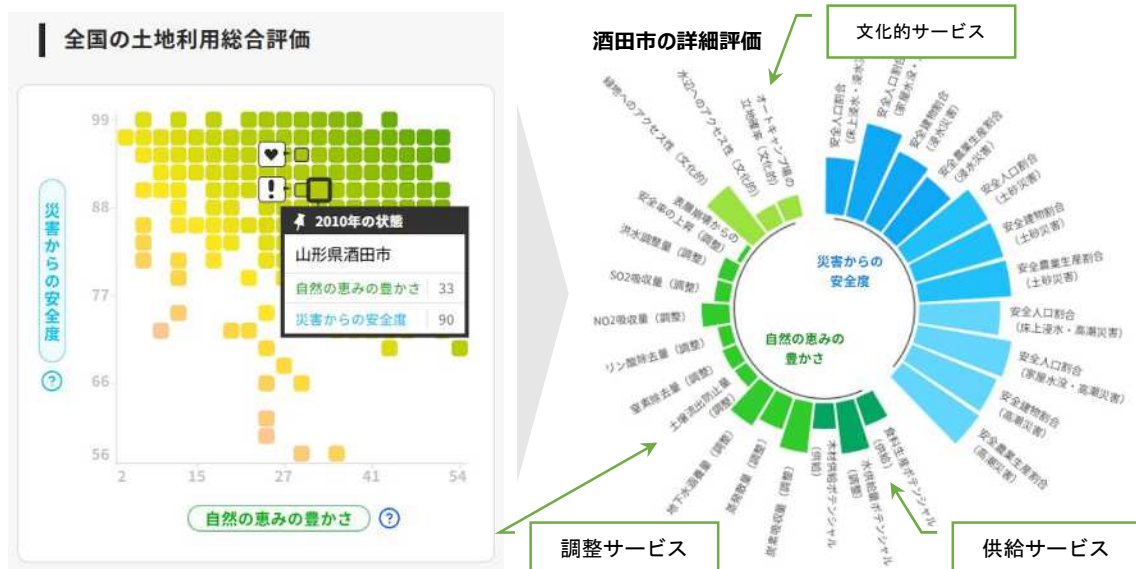 全国の土地利用総合評価
災害からの安全度
?
99
88
77
66
56
2
15
27
41
54
自然の恵みの豊かさ
?
!
2010年の状態
山形県酒田市
自然の恵みの豊かさ 33
災害からの安全度 90
酒田市の詳細評価
文化的サービス
調整サービス
供給サービス
災害からの
安全度
自然の恵みの
豊かさ
安全人口割合
(床上浸水・浸水災
安全人口割合
(家屋水没・
安全建物割合
(浸水災害)
安全農業生産割合
(浸水災害)
安全人口割合
(土砂災害)
安全建物割合
(土砂災害)
安全農業生産割合
(土砂災害)
安全人口割合
(床上浸水・高潮災害)
安全人口割合
(家屋水没・高潮災害)
安全建物割合
(高潮災害)
安全農業生産割合
(高潮災害)
食料生産ポテンシャル
(供給)
水供給量ポテンシャル
(調整)
木材供給ポテンシャル
(供給)
炭素吸収量(調整)
蒸発散量(調整)
地下水涵養量(調整)
土壌流出防止量
(調整)
窒素除去量(調整)
リン酸除去量(調整)
NO2吸収量(調整)
SO2吸収量(調整)
洪水調整量(調整)
表層崩壊からの
安全率の上昇(調整)
緑地へのアクセス性(文化的)
水辺へのアクセス性(文化的)
オートキャンプ場の
立地確率(文化的)